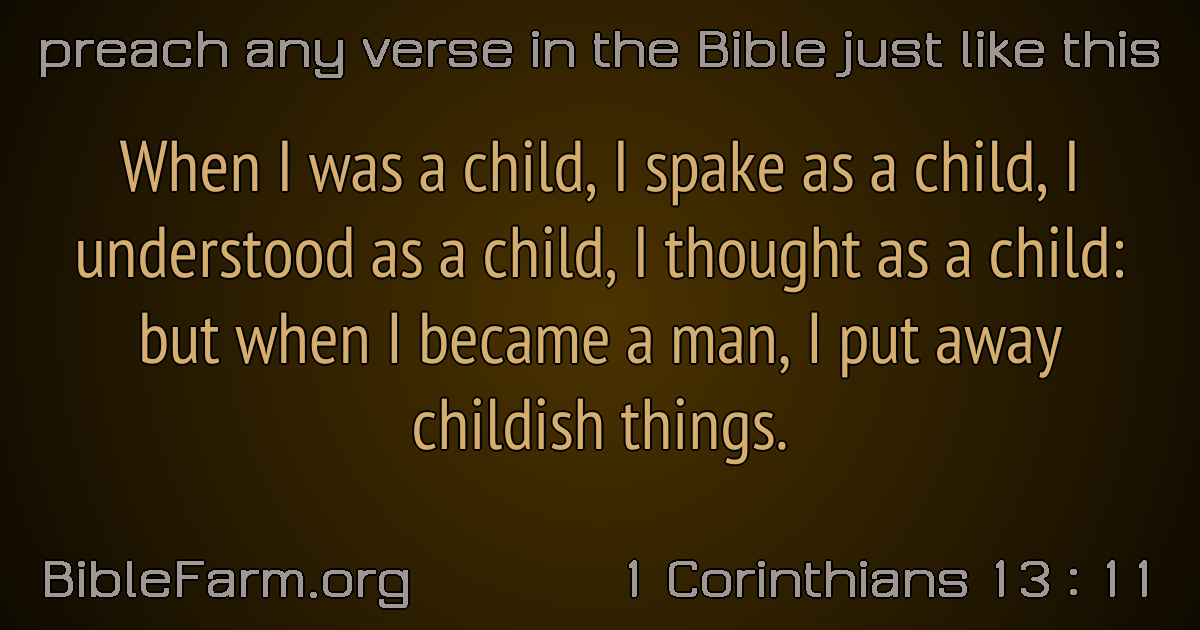 preach any verse in the Bible just like this
When I was a child, I spake as a child, I
understood as a child, I thought as a child:
but when I became a man, I put away
childish things.
BibleFarm.org
1 Corinthians 13 : 11